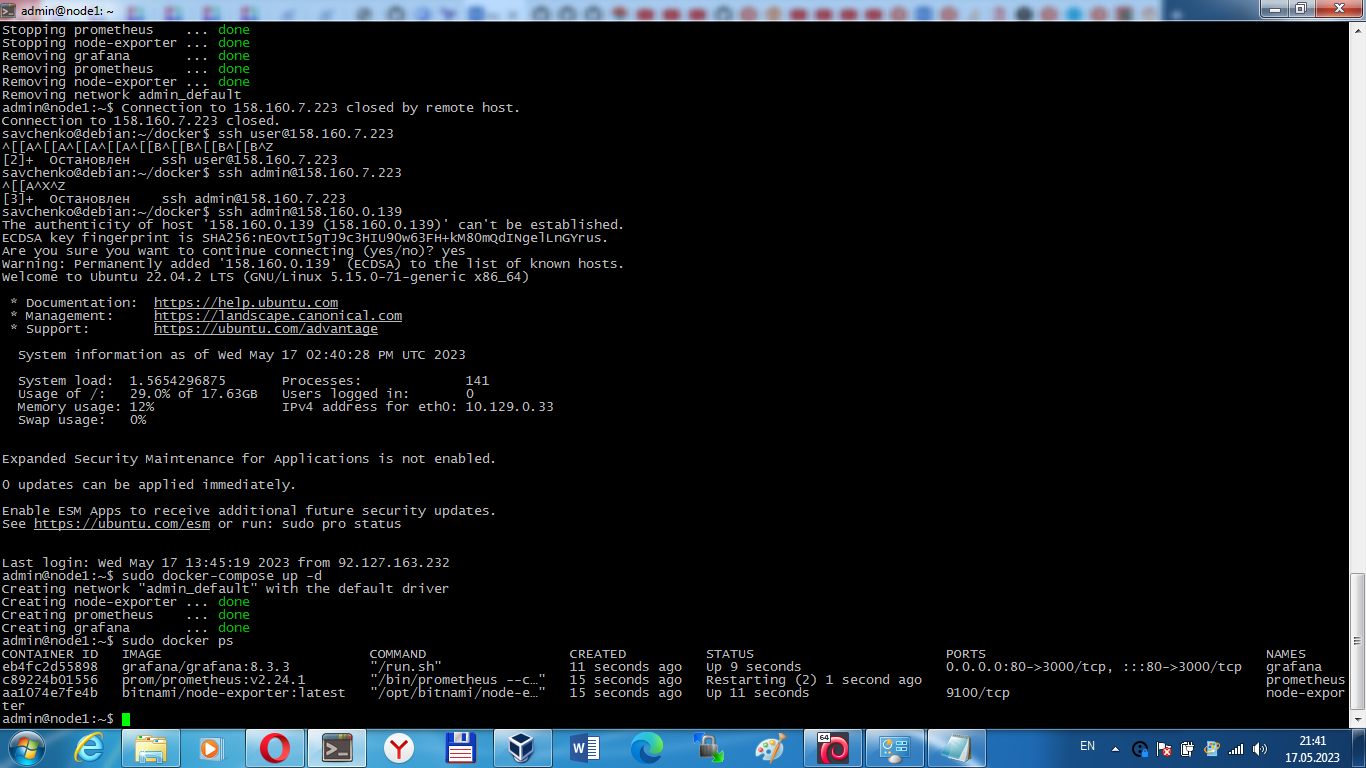 admin@node1: ~
Stopping prometheus    ... done
Stopping node-exporter ... done
Removing grafana       ... done
Removing prometheus    ... done
Removing node-exporter ... done
Removing network admin_default
admin@node1:~$ Connection to 158.160.7.223 closed by remote host.
Connection to 158.160.7.223 closed.
savchenko@debian:~/docker$ ssh user@158.160.7.223
^[[A^[[A^[[A^[[A^[[B^[[B^[[B^[[B^Z
[2]+  Остановлен    ssh user@158.160.7.223
savchenko@debian:~/docker$ ssh admin@158.160.7.223
^[[A^X^Z
[3]+  Остановлен    ssh admin@158.160.7.223
savchenko@debian:~/docker$ ssh admin@158.160.0.139
The authenticity of host '158.160.0.139 (158.160.0.139)' can't be established.
ECDSA key fingerprint is SHA256:nEOvtI5gTJ9c3HIU9Ow63FH+kM80mQdINgelLnGYrus.
Are you sure you want to continue connecting (yes/no)? yes
Warning: Permanently added '158.160.0.139' (ECDSA) to the list of known hosts.
Welcome to Ubuntu 22.04.2 LTS (GNU/Linux 5.15.0-71-generic x86_64)
* Documentation:  https://help.ubuntu.com
* Management:     https://landscape.canonical.com
* Support:        https://ubuntu.com/advantage
System information as of Wed May 17 02:40:28 PM UTC 2023
System load:  1.5654296875       Processes:             141
Usage of /:   29.0% of 17.63GB   Users logged in:       0
Memory usage: 12%                IPv4 address for eth0: 10.129.0.33
Swap usage:   0%
Expanded Security Maintenance for Applications is not enabled.
0 updates can be applied immediately.
Enable ESM Apps to receive additional future security updates.
See https://ubuntu.com/esm or run: sudo pro status
Last login: Wed May 17 13:45:19 2023 from 92.127.163.232
admin@node1:~$ sudo docker-compose up -d
Creating network "admin_default" with the default driver
Creating node-exporter ... done
Creating prometheus    ... done
Creating grafana       ... done
admin@node1:~$ sudo docker ps
CONTAINER ID   IMAGE                          COMMAND                  CREATED          STATUS                        PORTS                                   NAMES
eb4fc2d55898   grafana/grafana:8.3.3          "/run.sh"                11 seconds ago   Up 9 seconds                  0.0.0.0:80->3000/tcp, :::80->3000/tcp   grafana
c89224b01556   prom/prometheus:v2.24.1        "/bin/prometheus --c…"   15 seconds ago   Restarting (2) 1 second ago                                           prometheus
aa1074e7fe4b   bitnami/node-exporter:latest   "/opt/bitnami/node-e…"   15 seconds ago   Up 11 seconds                 9100/tcp                                node-expor
ter
admin@node1:~$
64
EN
21:41
17.05.2023